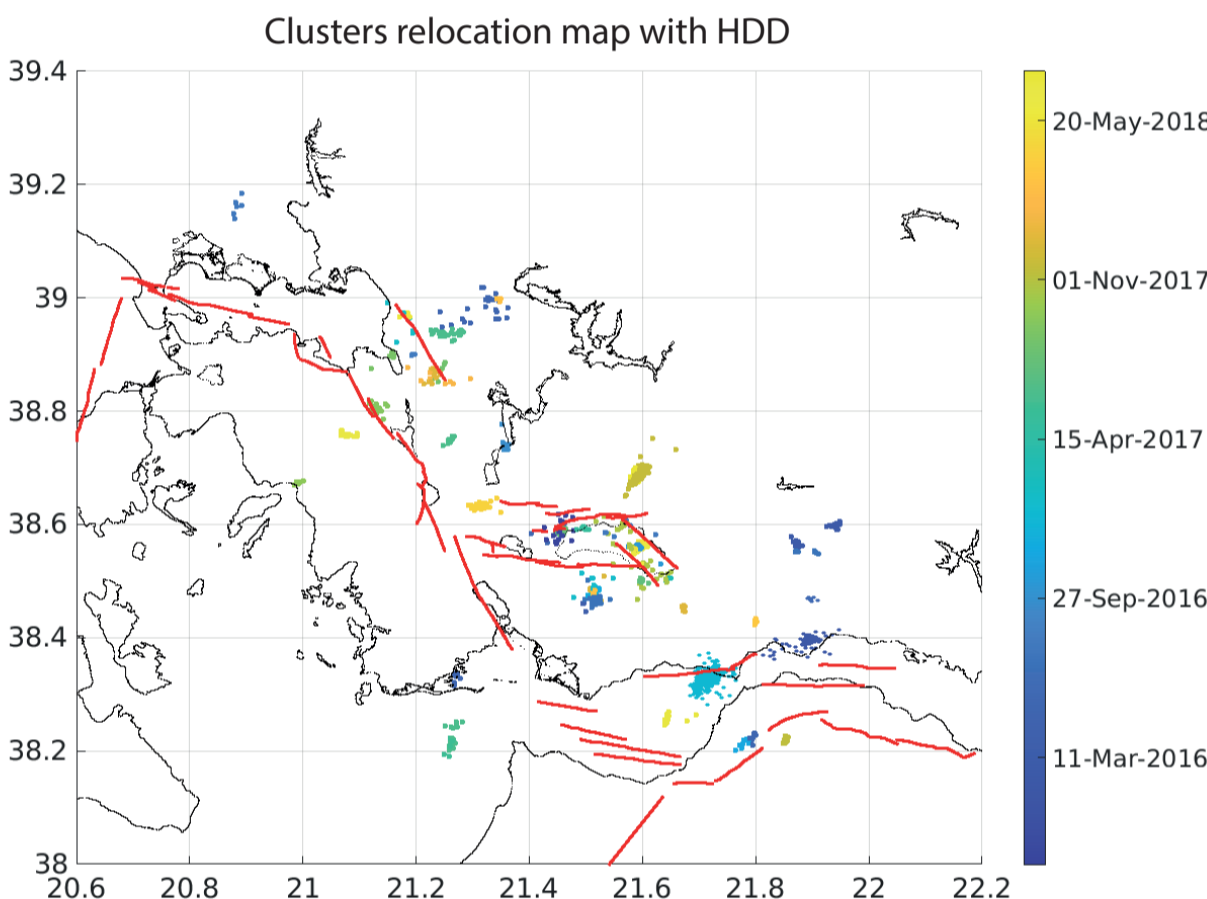 Clusters relocation map with HDD
39.4
39.2
39
38.8
38.6
38.4
38.2
38
20.6 20.8 21 21.2 21.4 21.6 21.8 22 22.2
20-May-2018
01-Nov-2017
15-Apr-2017
27-Sep-2016
11-Mar-2016